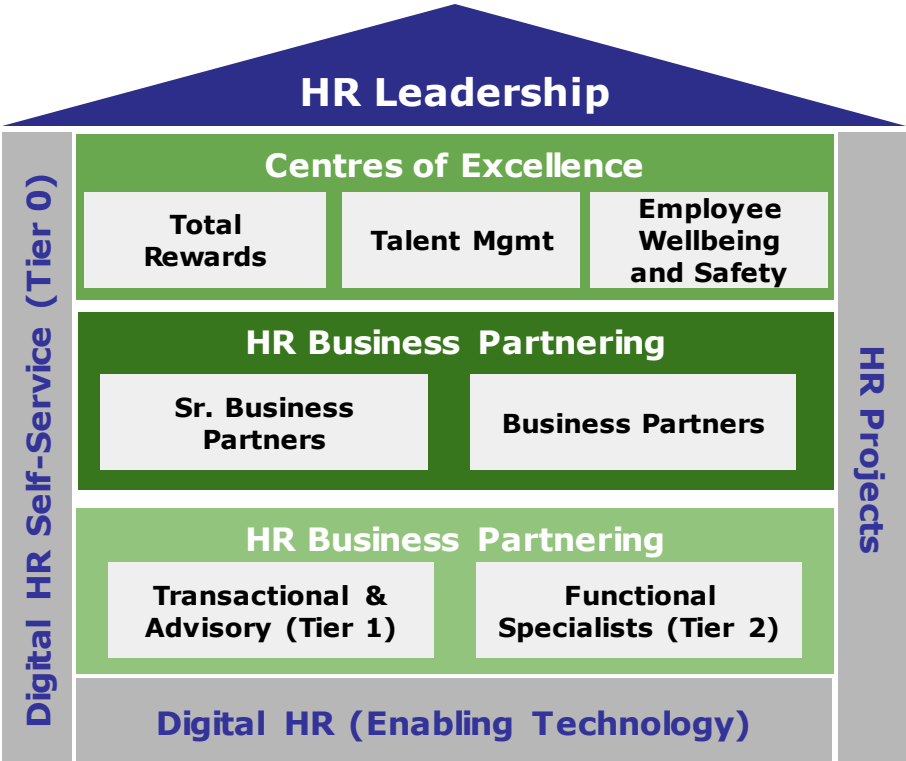 HR Leadership
Digital HR Self-Service (Tier 0)
Centres of Excellence
Total
Rewards
Talent Mgmt
Employee
Wellbeing
and Safety
HR Business Partnering
Sr. Business
Partners
Business Partners
HR Business Partnering
Transactional &
Advisory (Tier 1)
Functional
Specialists (Tier 2)
HR Projects
Digital HR (Enabling Technology)